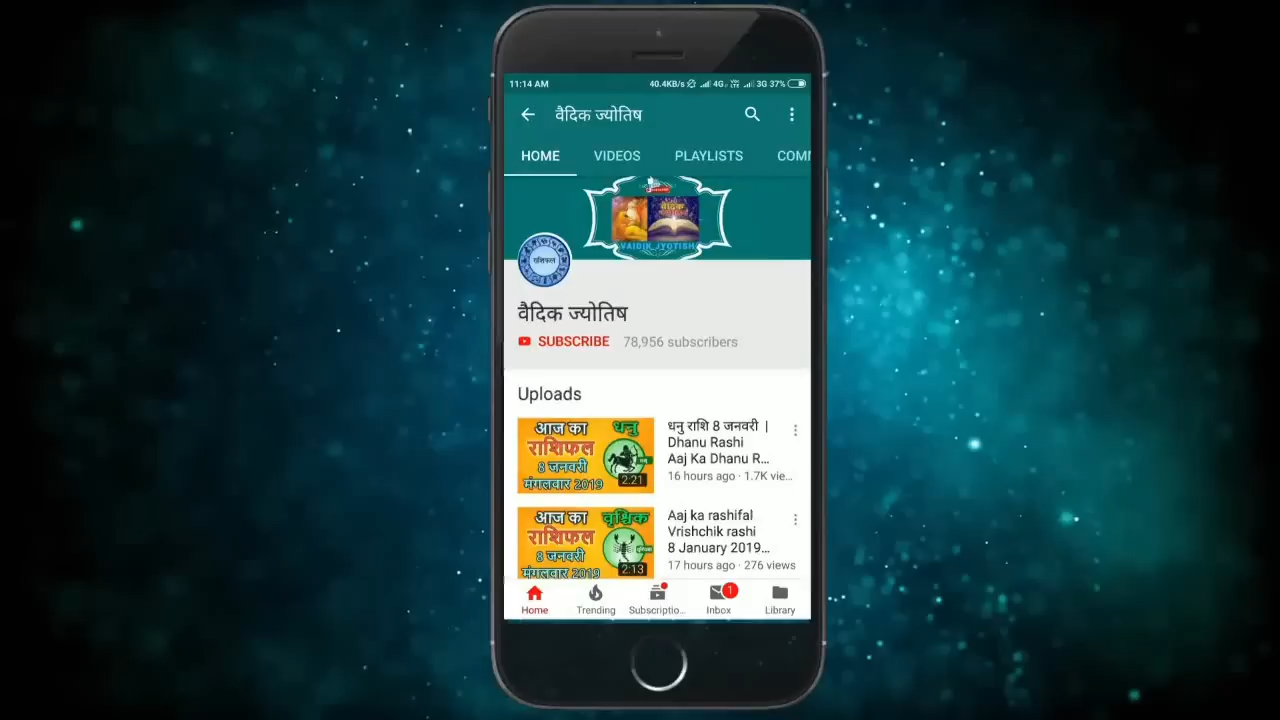 11:14 AM
40.4KB/s 4G VoLTE 3G 37%
वैदिक ज्योतिष
HOME VIDEOS PLAYLISTS COMM
वैदिक
VAIDIK JYOTISH
राशिफल
वैदिक ज्योतिष
SUBSCRIBE 78,956 subscribers
Uploads
आज का धनु
राशिफल
8 जनवरी
मंगलवार 2019
2:21
धनु राशि 8 जनवरी |
Dhanu Rashi
Aaj Ka Dhanu R...
16 hours ago · 1.7K vie...
आज का वृश्चिक
राशिफल
8 जनवरी
मंगलवार 2019
2:13
Aaj ka rashifal
Vrishchik rashi
8 January 2019...
17 hours ago · 276 views
1
Home Trending Subscriptio... Inbox Library